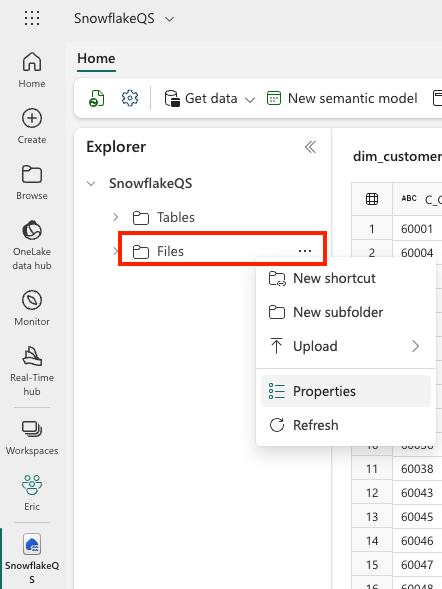 SnowflakeQS
Home
Create
Browse
OneLake
data hub
Monitor
Real-Time
hub
Workspaces
Eric
SnowflakeQ
S
Home
Get data
New semantic model
Explorer
SnowflakeQS
Tables
Files
...
New shortcut
New subfolder
Upload
Properties
Refresh
dim_customer
ABC C_C
1 60001
2 60004
10 60036
11 60038
12 60043
13 60045
14 60046
15 60047
16 60048